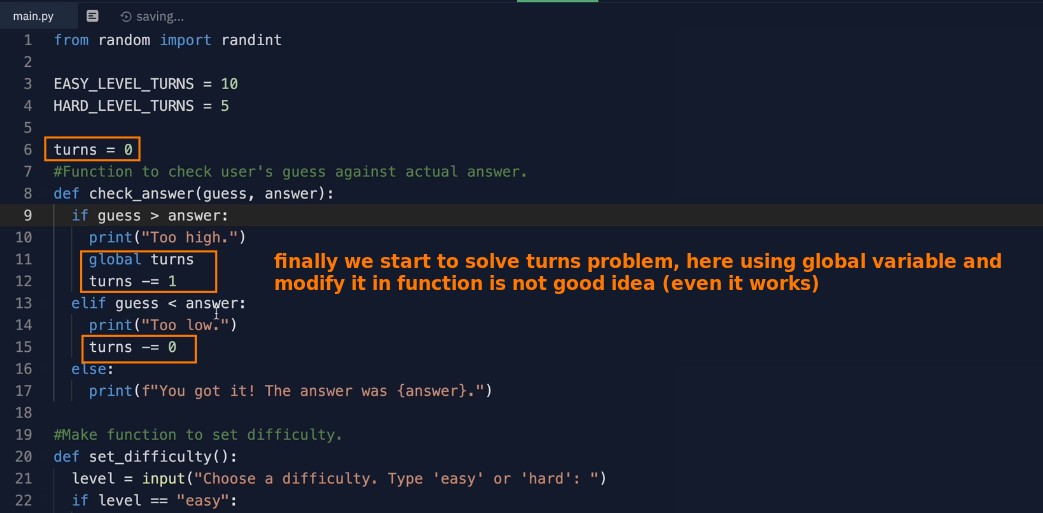 main.py saving...
1 from random import randint
2
3 EASY_LEVEL_TURNS = 10
4 HARD_LEVEL_TURNS = 5
5
6 turns = 0
7 #Function to check user's guess against actual answer.
8 def check_answer(guess, answer):
9 if guess > answer:
10 print("Too high.")
11 global turns
12 turns -= 1
13 elif guess < answer:
14 print("Too low.")
15 turns -= 0
16 else:
17 print(f"You got it! The answer was {answer}.")
18
19 #Make function to set difficulty.
20 def set_difficulty():
21 level = input("Choose a difficulty. Type 'easy' or 'hard': ")
22 if level == "easy":
finally we start to solve turns problem, here using global variable and
modify it in function is not good idea (even it works)